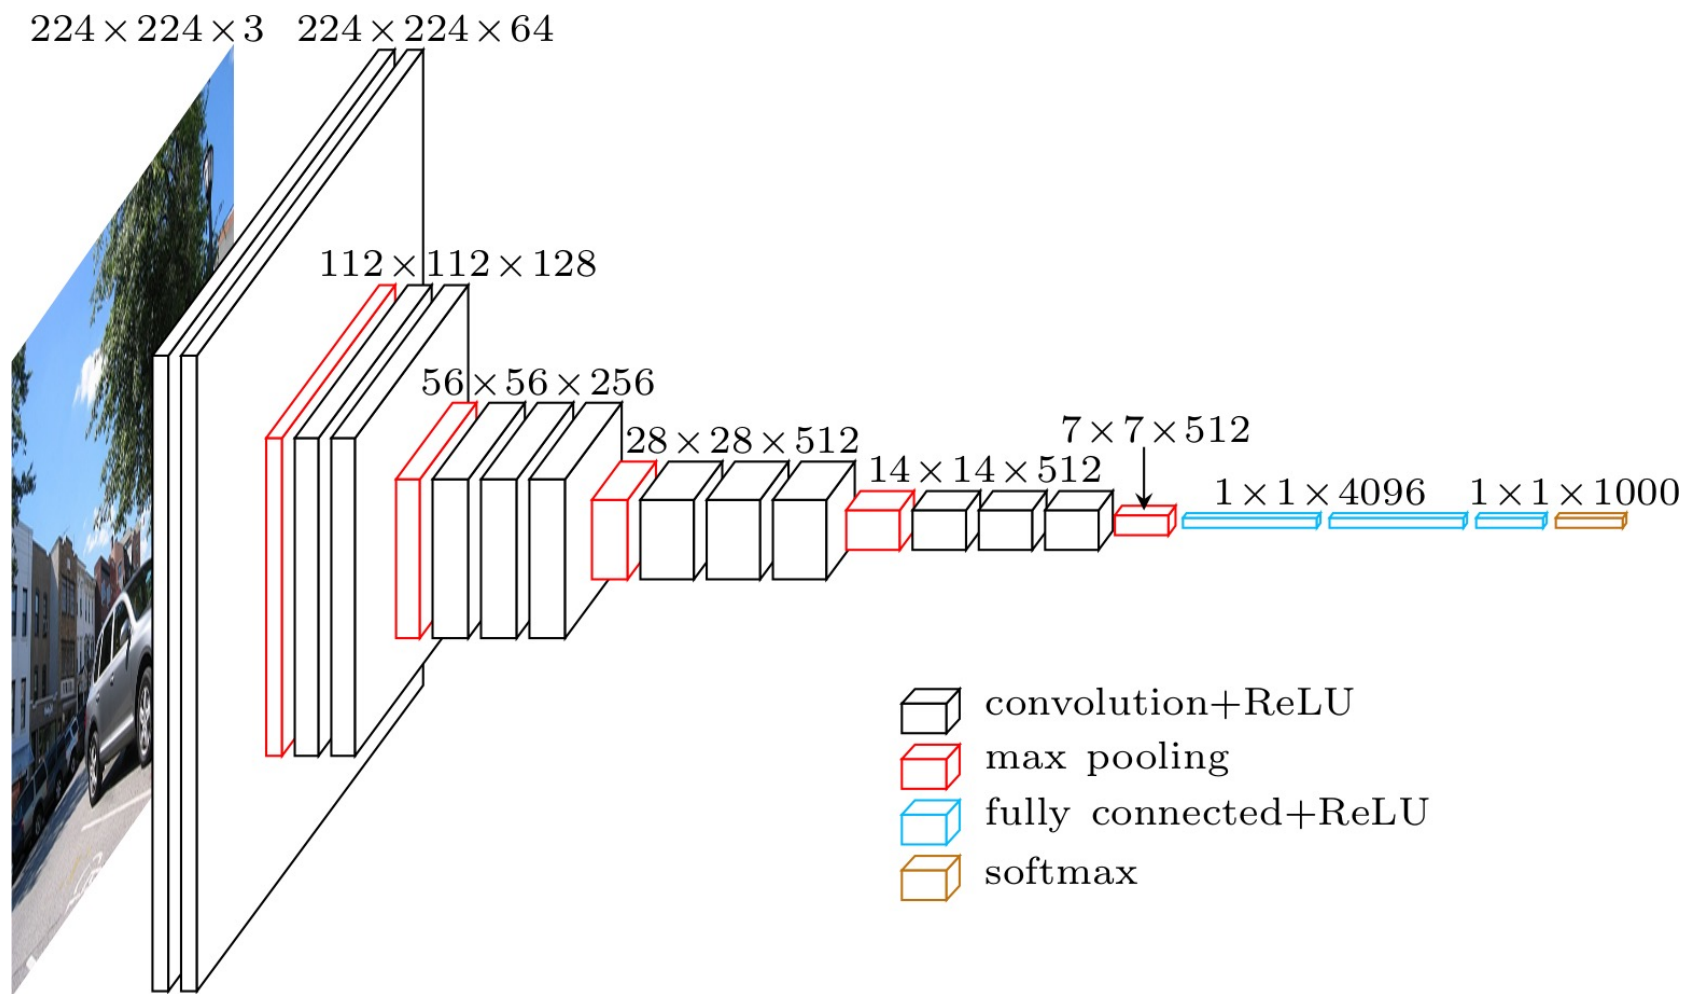 224×224×3
224×224×64
112×112×128
56×56×256
28×28×512
14×14×512
7×7×512
1×1×4096
1×1×1000
convolution+ReLU
max pooling
fully connected+ReLU
softmax